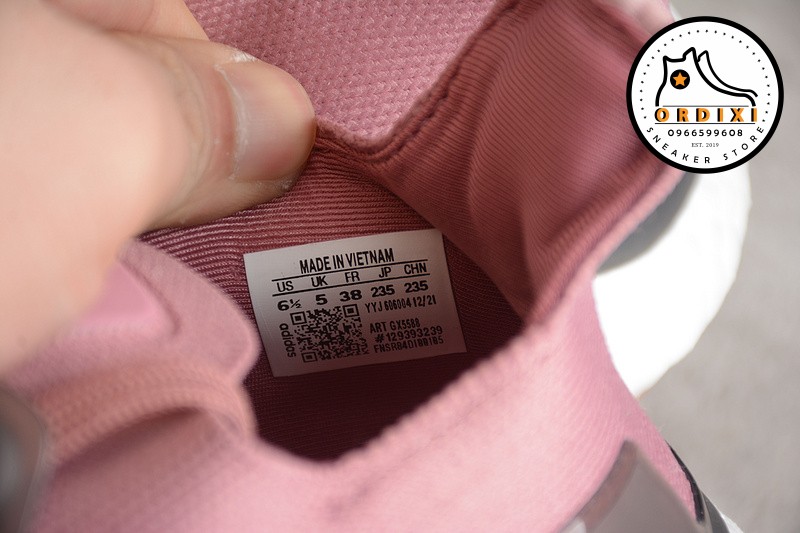 ORDIXI
0966599608
EST. 2019
SNEAKER STORE
MADE IN VIETNAM
US UK FR JP CHN
6½ 5 38 235 235
YYJ 606004 12/21
adidas
ART GX5588
#129393239
FNSRB4DI88185